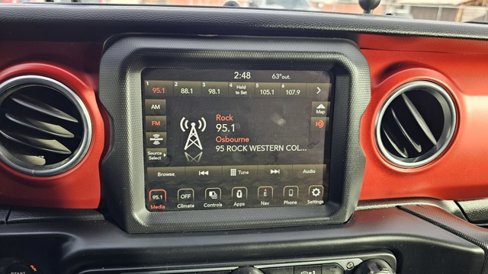 2:48 63°out.
95.1 2 88.1 3 98.1 4 Hold to Set 5 105.1 6 107.9
AM
FM
Source Select
Map
Rock
95.1
Osbourne
95 ROCK WESTERN COL...
Browse Tune Audio
95.1 OFF
Media Climate Controls Apps Nav Phone Settings
START